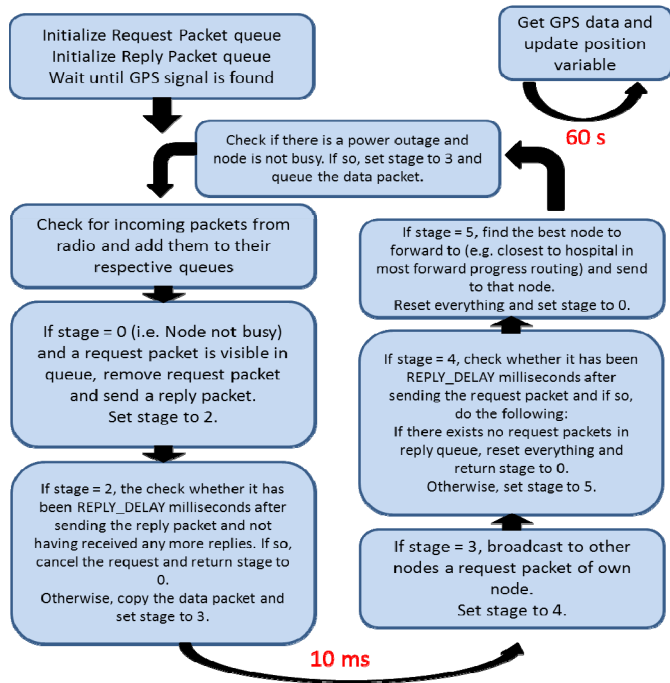 Initialize Request Packet queue
Initialize Reply Packet queue
Wait until GPS signal is found
Get GPS data and
update position
variable
60 s
Check if there is a power outage and
node is not busy. If so, set stage to 3 and
queue the data packet.
Check for incoming packets from
radio and add them to their
respective queues
If stage = 0 (i.e. Node not busy)
and a request packet is visible in
queue, remove request packet
and send a reply packet.
Set stage to 2.
If stage = 2, the check whether it has
been REPLY_DELAY milliseconds after
sending the reply packet and not
having received any more replies. If so,
cancel the request and return stage to
0.
Otherwise, copy the data packet and
set stage to 3.
10 ms
If stage = 3, broadcast to other
nodes a request packet of own
node.
Set stage to 4.
If stage = 4, check whether it has been
REPLY_DELAY milliseconds after
sending the request packet and if so,
do the following:
If there exists no request packets in
reply queue, reset everything and
return stage to 0.
Otherwise, set stage to 5.
If stage = 5, find the best node to
forward to (e.g. closest to hospital in
most forward progress routing) and send
to that node.
Reset everything and set stage to 0.